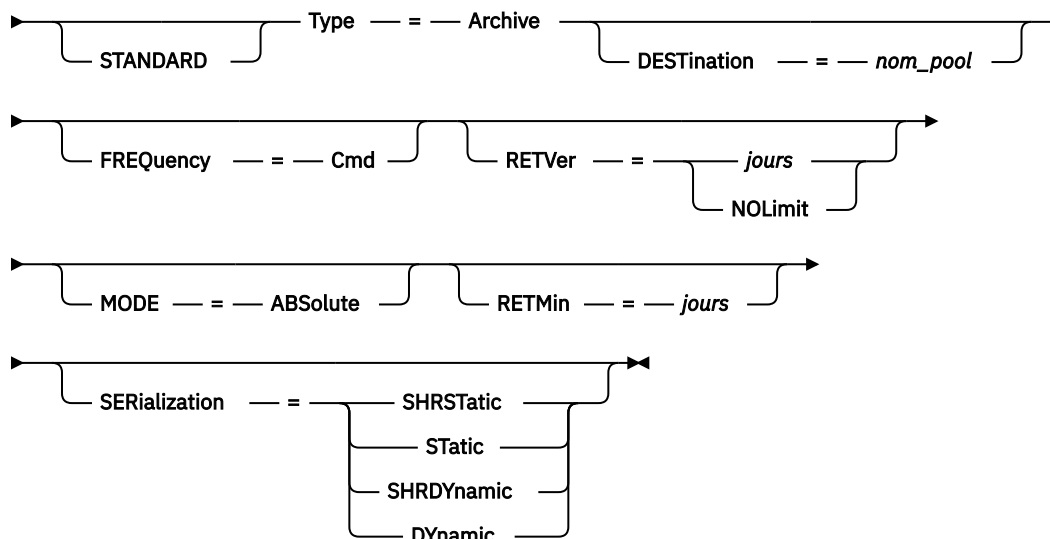 Type = Archive
STANDARD DESTination = nom_pool
FREQuency = Cmd RETVer = jours
NOLimit
MODE = ABSolute RETMin = jours
SERialization = SHRSTatic
STatic
SHRDYnamic
DYnamic